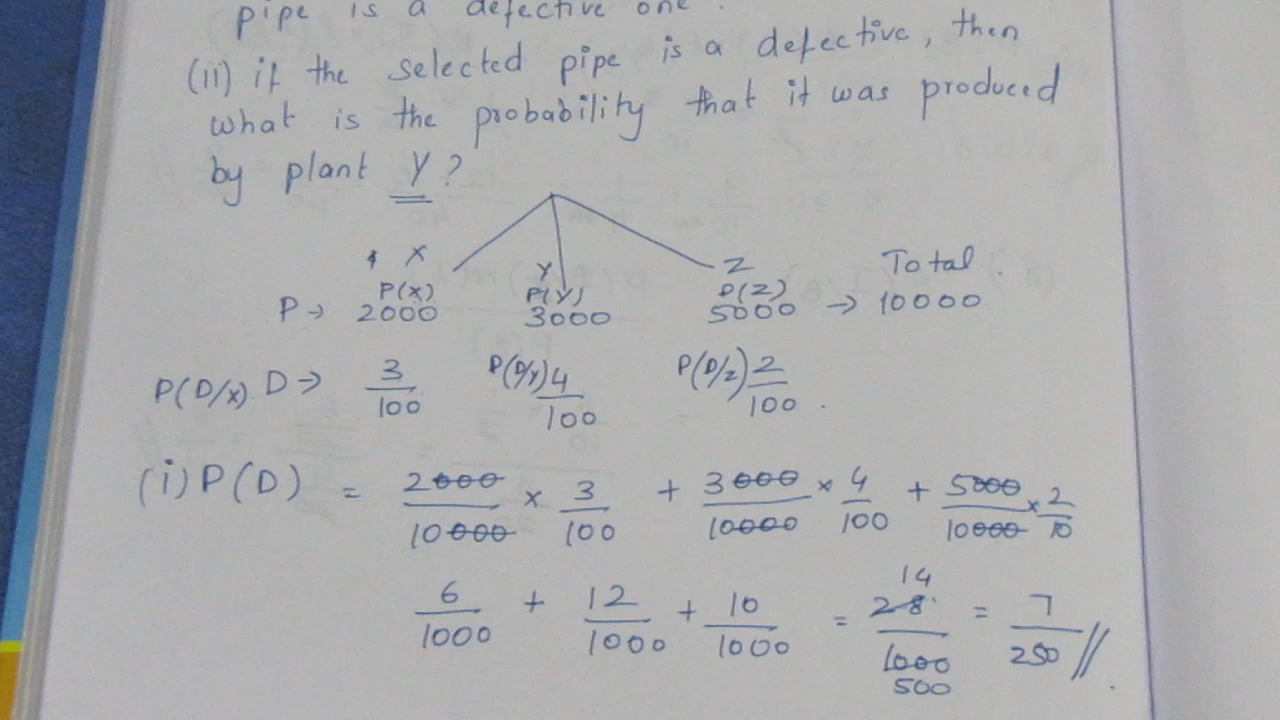 pipe is a defective one.
(ii) if the selected pipe is a defective, then
what is the probability that it was produced
by plant Y?
X Y Z Total.
P(X) P(Y) P(Z)
P → 2000 3000 5000 → 10000
P(D/X) D → 3/100 P(D/Y) 4/100 P(D/Z) 2/100.
(i) P(D) = 2000/10000 × 3/100 + 3000/10000 × 4/100 + 5000/10000 × 2/10
14
6/1000 + 12/1000 + 10/1000 = 28/1000 = 7/250 //
500